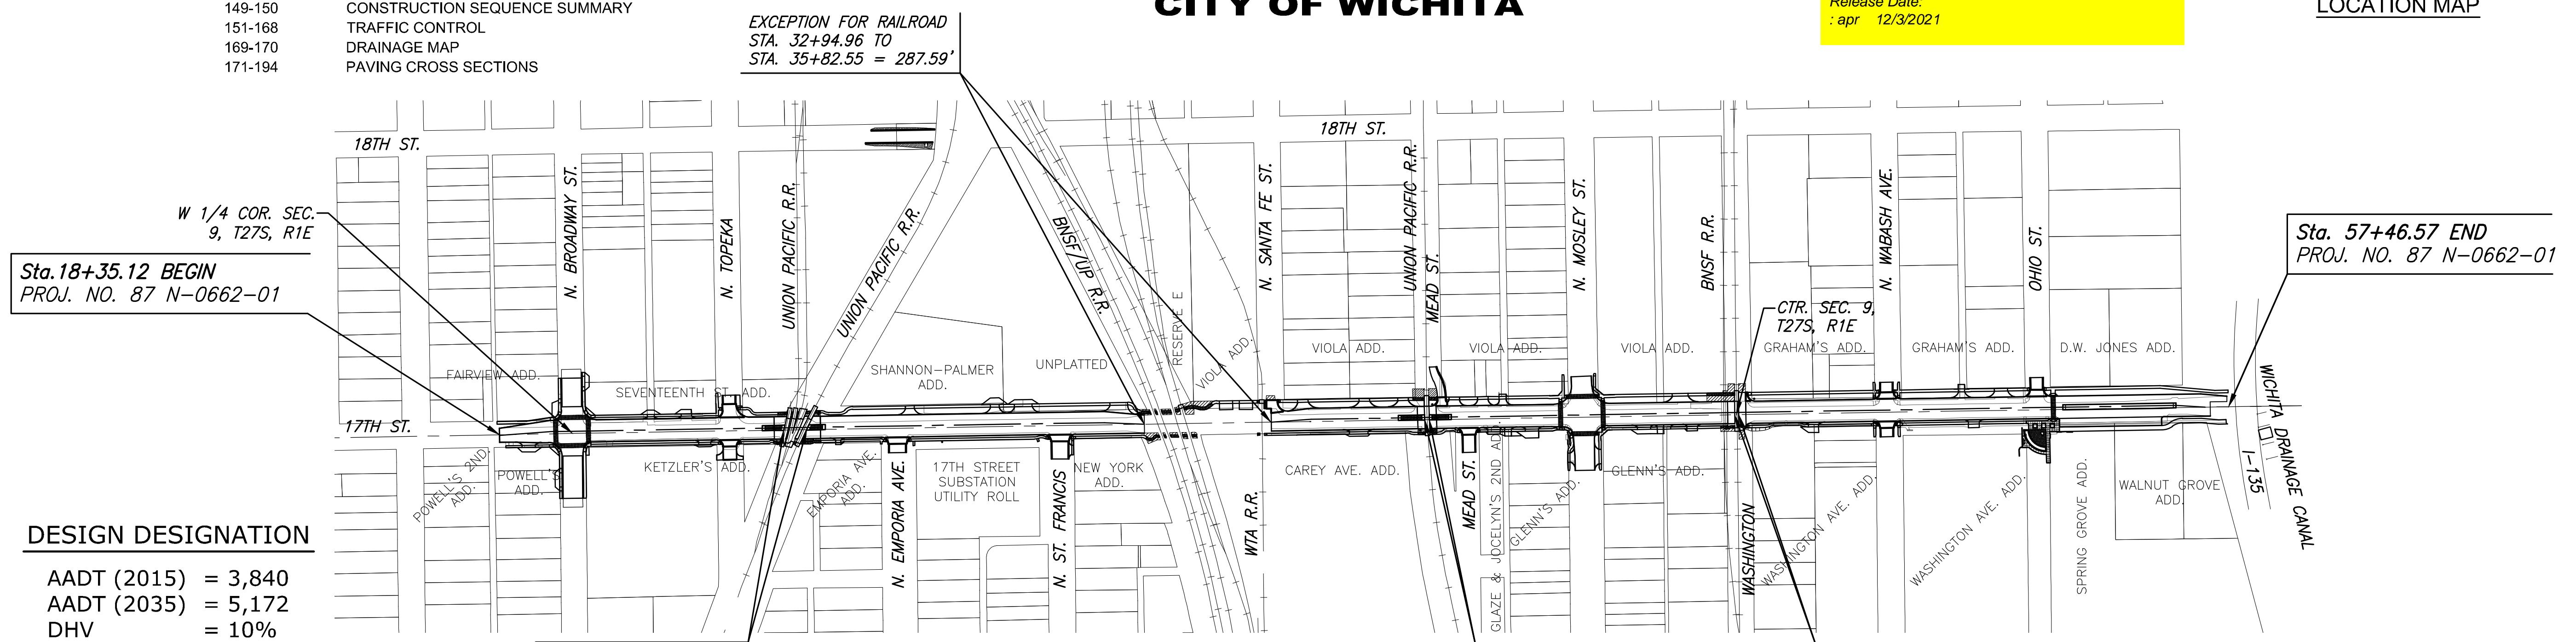 149-150 CONSTRUCTION SEQUENCE SUMMARY
151-168 TRAFFIC CONTROL
169-170 DRAINAGE MAP
171-194 PAVING CROSS SECTIONS
EXCEPTION FOR RAILROAD
STA. 32+94.96 TO
STA. 35+82.55 = 287.59'
CITY OF WICHITA
Release Date:
: apr 12/3/2021
LOCATION MAP
18TH ST.
18TH ST.
W 1/4 COR. SEC.
9, T27S, R1E
Sta.18+35.12 BEGIN
PROJ. NO. 87 N-0662-01
N. BROADWAY ST.
N. TOPEKA
UNION PACIFIC R.R.
UNION PACIFIC R.R.
BNSF/UP R.R.
RESERVE E
N. SANTA FE ST.
UNION PACIFIC R.R.
MEAD ST.
N. MOSLEY ST.
BNSF R.R.
N. WABASH AVE.
OHIO ST.
Sta. 57+46.57 END
PROJ. NO. 87 N-0662-01
CTR. SEC. 9,
T27S, R1E
FAIRVIEW ADD.
SEVENTEENTH ST. ADD.
SHANNON-PALMER
ADD.
UNPLATTED
VIOLA ADD.
VIOLA ADD.
VIOLA ADD.
VIOLA ADD.
GRAHAM'S ADD.
GRAHAM'S ADD.
D.W. JONES ADD.
WICHITA DRAINAGE CANAL
I-135
17TH ST.
POWELL'S 2ND.
ADD.
POWELL'S
ADD.
KETZLER'S ADD.
EMPORIA AVE.
ADD.
N. EMPORIA AVE.
17TH STREET
SUBSTATION
UTILITY ROLL
N. ST. FRANCIS
NEW YORK
ADD.
WTA R.R.
CAREY AVE. ADD.
MEAD ST.
GLAZE & JOCELYN'S 2ND ADD.
GLENN'S ADD.
GLENN'S ADD.
WASHINGTON
WASHINGTON AVE. ADD.
WASHINGTON AVE. ADD.
SPRING GROVE ADD.
WALNUT GROVE
ADD.
DESIGN DESIGNATION
AADT (2015) = 3,840
AADT (2035) = 5,172
DHV = 10%